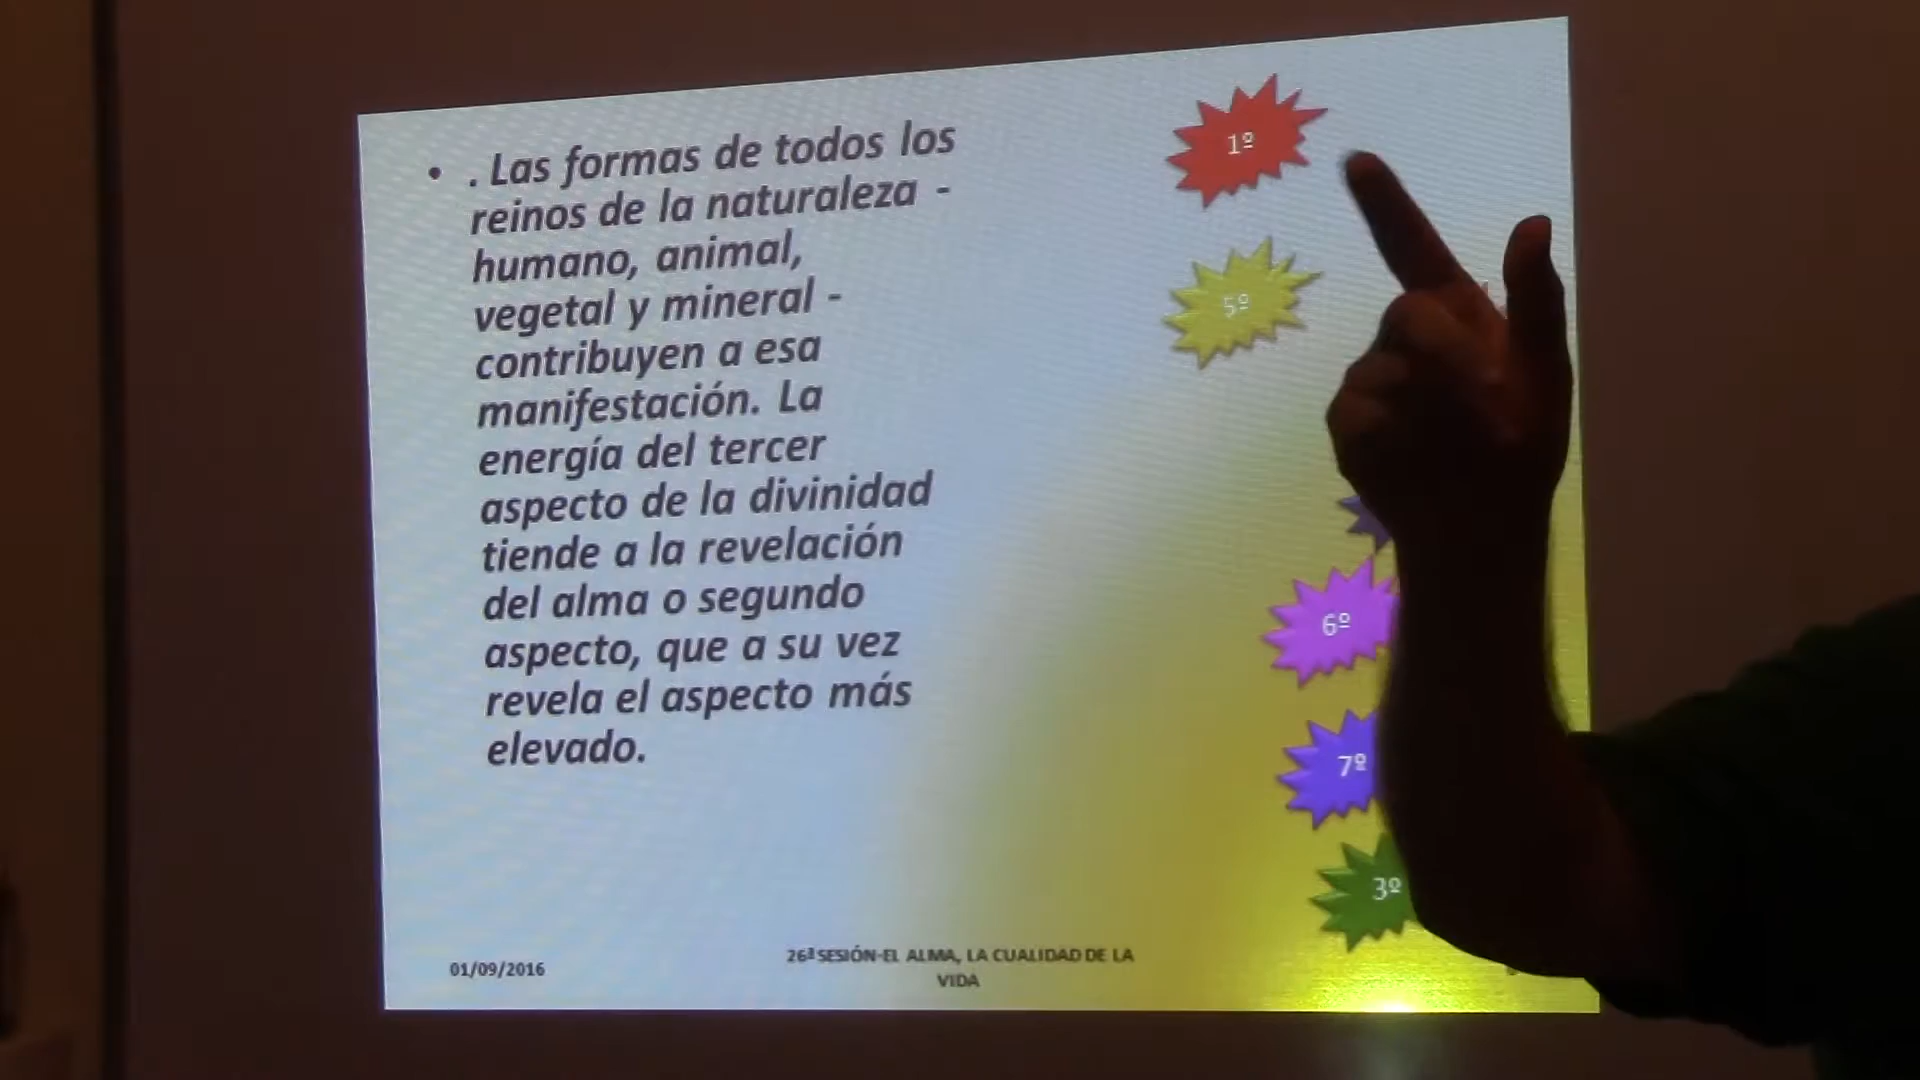 • . Las formas de todos los
reinos de la naturaleza -
humano, animal,
vegetal y mineral -
contribuyen a esa
manifestación. La
energía del tercer
aspecto de la divinidad
tiende a la revelación
del alma o segundo
aspecto, que a su vez
revela el aspecto más
elevado.
1º
5º
6º
7º
3º
01/09/2016
26ª SESIÓN-EL ALMA, LA CUALIDAD DE LA
VIDA